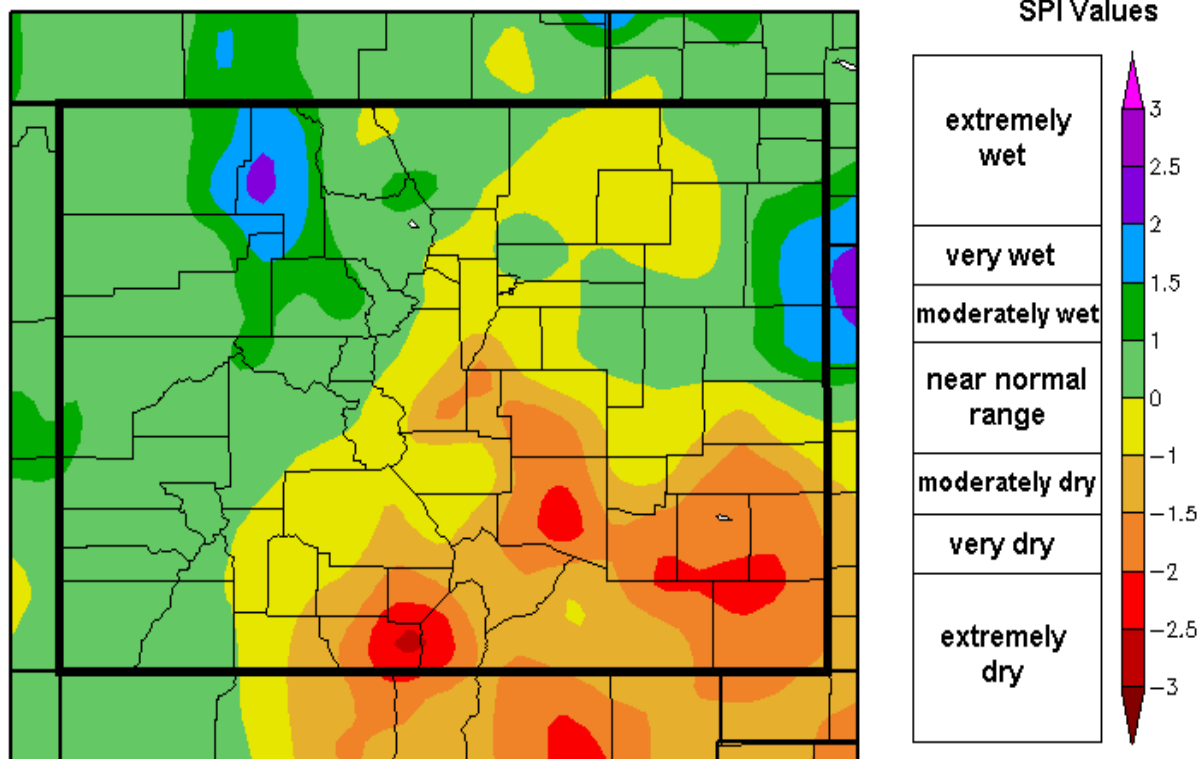 SPI Values
extremely
wet
very wet
moderately wet
near normal
range
moderately dry
very dry
extremely
dry
3
2.5
2
1.5
1
0
−1
−1.5
−2
−2.5
−3